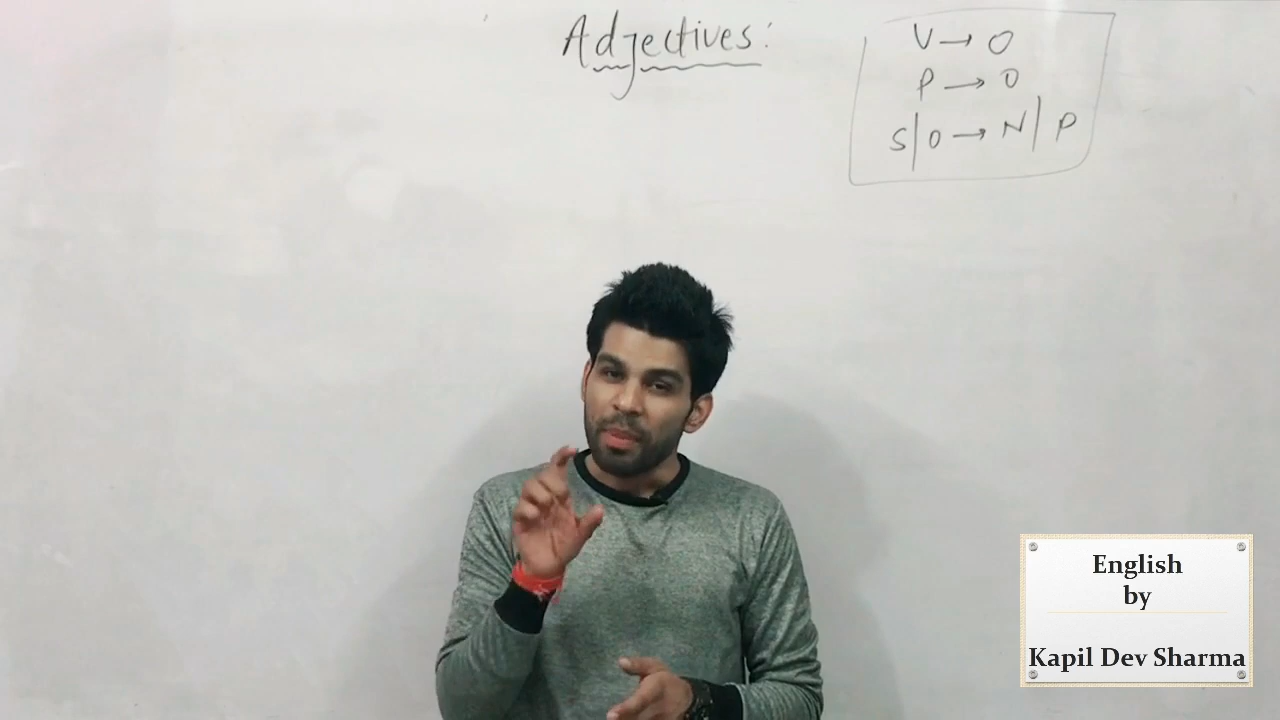 Adjectives:
V → O
P → O
S|O → N|P
English
by
Kapil Dev Sharma